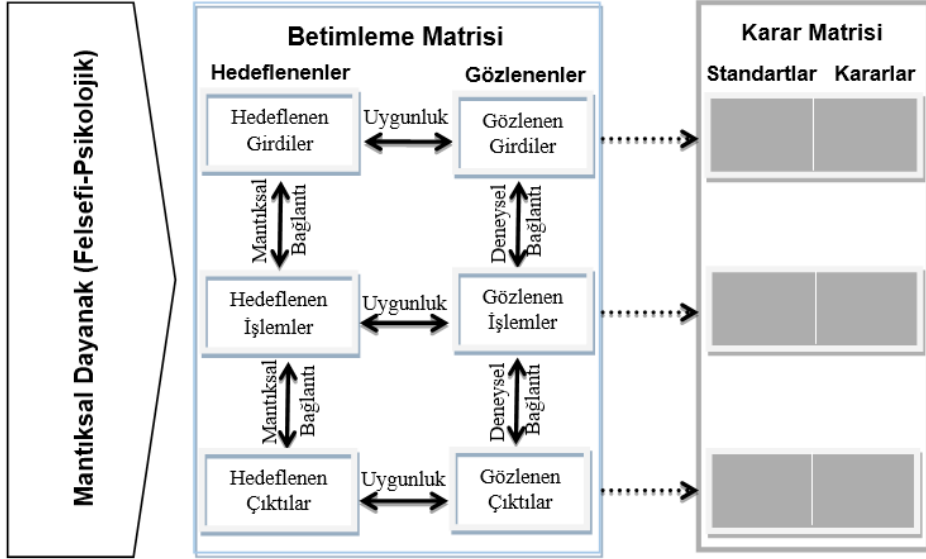 Mantıksal Dayanak (Felsefi-Psikolojik)
Betimleme Matrisi
Hedeflenenler
Gözlenenler
Hedeflenen
Girdiler
Uygunluk
Gözlenen
Girdiler
Mantıksal
Bağlantı
Deneysel
Bağlantı
Hedeflenen
İşlemler
Uygunluk
Gözlenen
İşlemler
Mantıksal
Bağlantı
Deneysel
Bağlantı
Hedeflenen
Çıktılar
Uygunluk
Gözlenen
Çıktılar
Karar Matrisi
Standartlar
Kararlar